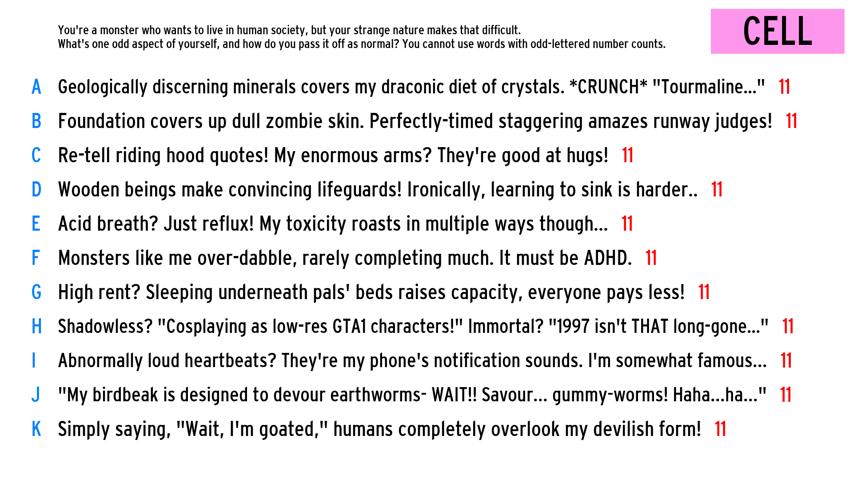 You're a monster who wants to live in human society, but your strange nature makes that difficult.
What's one odd aspect of yourself, and how do you pass it off as normal? You cannot use words with odd-lettered number counts.
CELL
A Geologically discerning minerals covers my draconic diet of crystals. *CRUNCH* "Tourmaline..." 11
B Foundation covers up dull zombie skin. Perfectly-timed staggering amazes runway judges! 11
C Re-tell riding hood quotes! My enormous arms? They're good at hugs! 11
D Wooden beings make convincing lifeguards! Ironically, learning to sink is harder.. 11
E Acid breath? Just reflux! My toxicity roasts in multiple ways though... 11
F Monsters like me over-dabble, rarely completing much. It must be ADHD. 11
G High rent? Sleeping underneath pals' beds raises capacity, everyone pays less! 11
H Shadowless? "Cosplaying as low-res GTA1 characters!" Immortal? "1997 isn't THAT long-gone..." 11
I Abnormally loud heartbeats? They're my phone's notification sounds. I'm somewhat famous... 11
J "My birdbeak is designed to devour earthworms- WAIT!! Savour... gummy-worms! Haha...ha..." 11
K Simply saying, "Wait, I'm goated," humans completely overlook my devilish form! 11